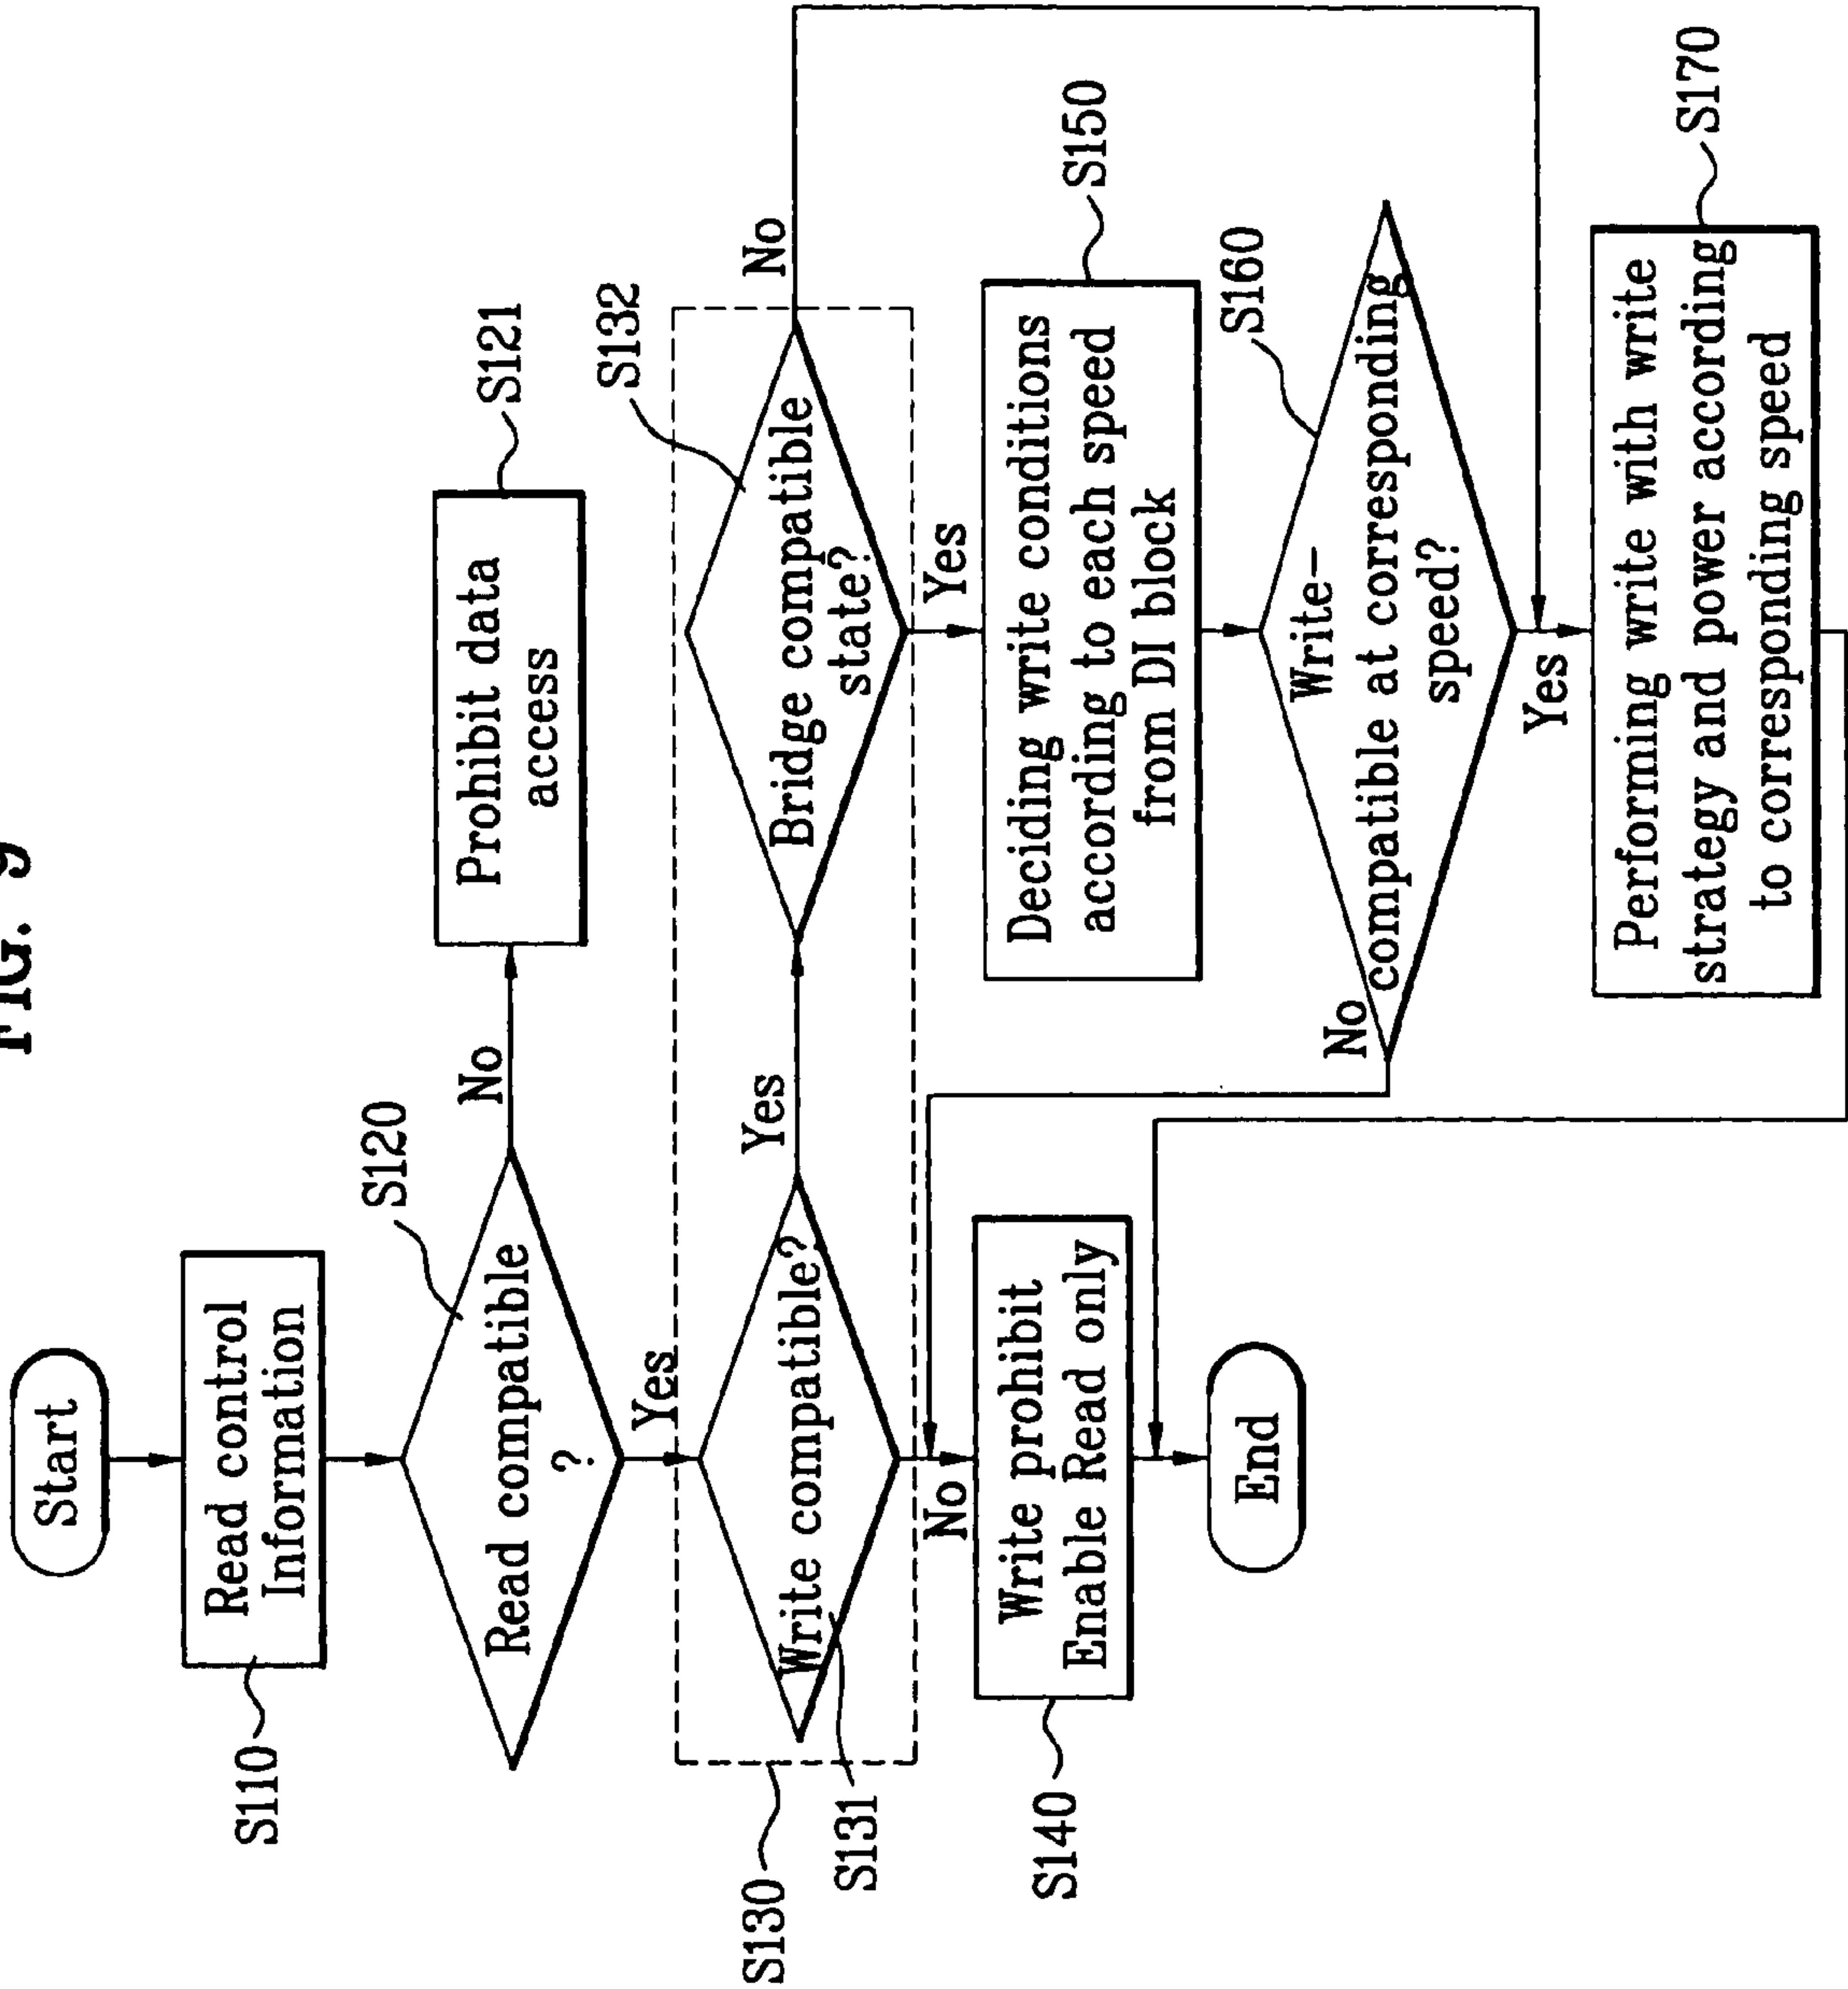 FIG. 9
Start
Read control
Information
S110
S120
Read compatible
?
No
Prohibit data
access
S121
Yes
S130
Write compatible?
S131
Yes
Bridge compatible
state?
S132
No
No
Write prohibit
Enable Read only
S140
End
Yes
Deciding write conditions
according to each speed
from DI block
S150
Write-
compatible at corresponding
speed?
S160
No
Yes
Performing write with write
strategy and power according
to corresponding speed
S170